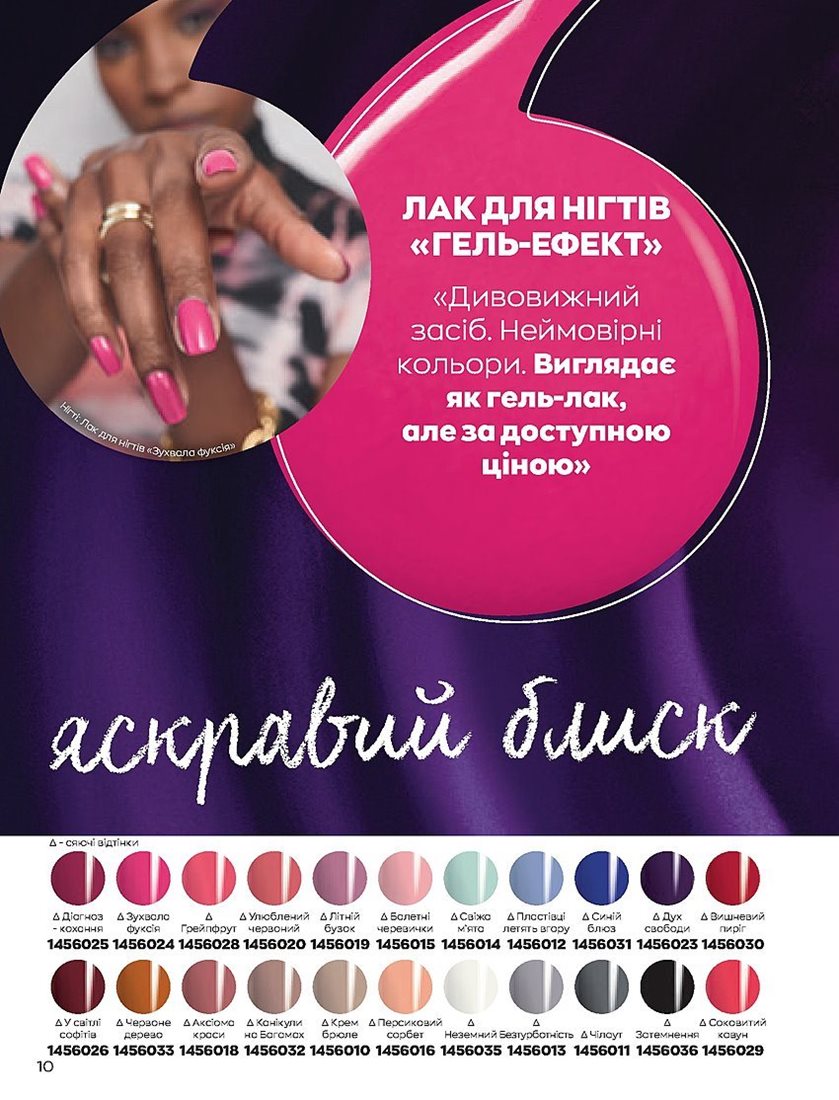 ЛАК ДЛЯ НІГТІВ
«ГЕЛЬ-ЕФЕКТ»
«Дивовижний
засіб. Неймовірні
кольори. Виглядає
як гель-лак,
але за доступною
ціною»
Нігті: Лак для нігтів «Зухвала фуксія»
яскравий блиск
Δ - сяючі відтінки
Δ Діагноз - кохання 1456025
Δ Зухвала фуксія 1456024
Δ Грейпфрут 1456028
Δ Улюблений червоний 1456020
Δ Літній бузок 1456019
Δ Балетні черевички 1456015
Δ Свіжа м'ята 1456014
Δ Пластівці летять вгору 1456012
Δ Синій блюз 1456031
Δ Дух свободи 1456023
Δ Вишневий пиріг 1456030
Δ У світлі софітів 1456026
Δ Червоне дерево 1456033
Δ Аксіома краси 1456018
Δ Канікули на Багамах 1456032
Δ Крем брюле 1456010
Δ Персиковий сорбет 1456016
Δ Неземний 1456035
Δ Безтурботність 1456013
Δ Чілаут 1456011
Δ Затемнення 1456036
Δ Соковитий кавун 1456029
10